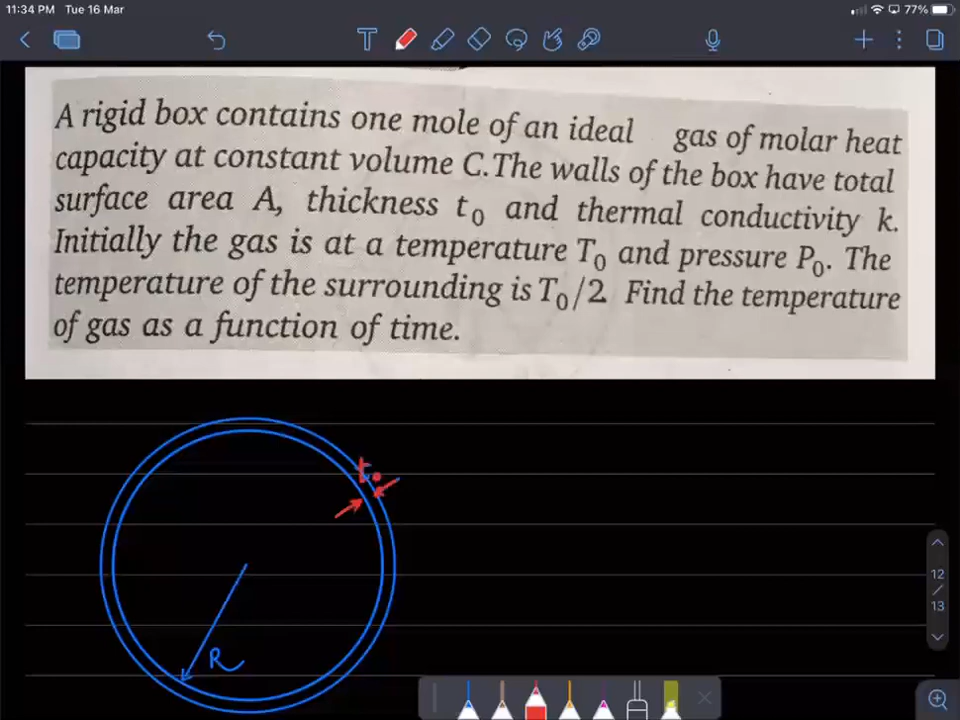 11:34 PM Tue 16 Mar 77%
A rigid box contains one mole of an ideal gas of molar heat
capacity at constant volume C.The walls of the box have total
surface area A, thickness t₀ and thermal conductivity k.
Initially the gas is at a temperature T₀ and pressure P₀. The
temperature of the surrounding is T₀/2 Find the temperature
of gas as a function of time.
t₀
R
12
/
13